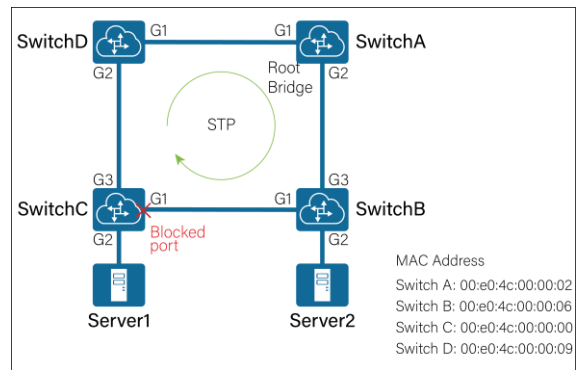 SwitchD
G1
G1
SwitchA
G2
Root
Bridge
G2
STP
G3
G3
SwitchC
G1
G1
SwitchB
G2
Blocked
port
G2
MAC Address
Switch A: 00:e0:4c:00:00:02
Server1
Server2
Switch B: 00:e0:4c:00:00:06
Switch C: 00:e0:4c:00:00:00
Switch D: 00:e0:4c:00:00:09